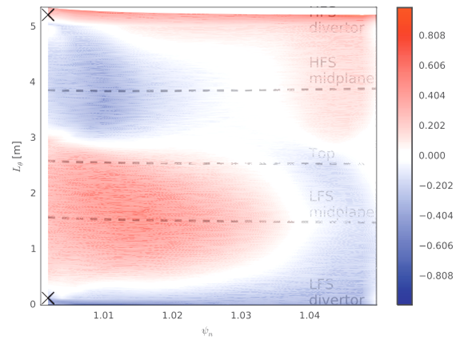 5
4
3
2
1
0
L_θ [m]
1.01
1.02
1.03
1.04
ψ_n
HFS
divertor
HFS
midplane
Top
LFS
midplane
LFS
divertor
0.808
0.606
0.404
0.202
0.000
−0.202
−0.404
−0.606
−0.808